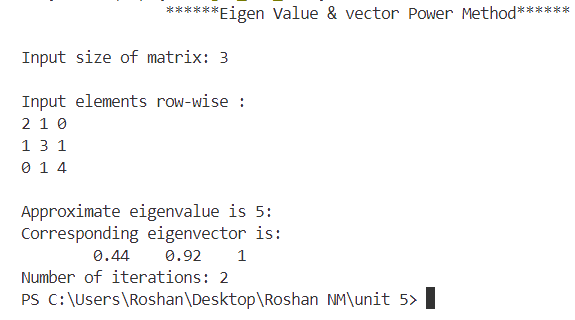 ******Eigen Value & vector Power Method******
Input size of matrix: 3
Input elements row-wise :
2 1 0
1 3 1
0 1 4
Approximate eigenvalue is 5:
Corresponding eigenvector is:
0.44 0.92 1
Number of iterations: 2
PS C:\Users\Roshan\Desktop\Roshan NM\unit 5>